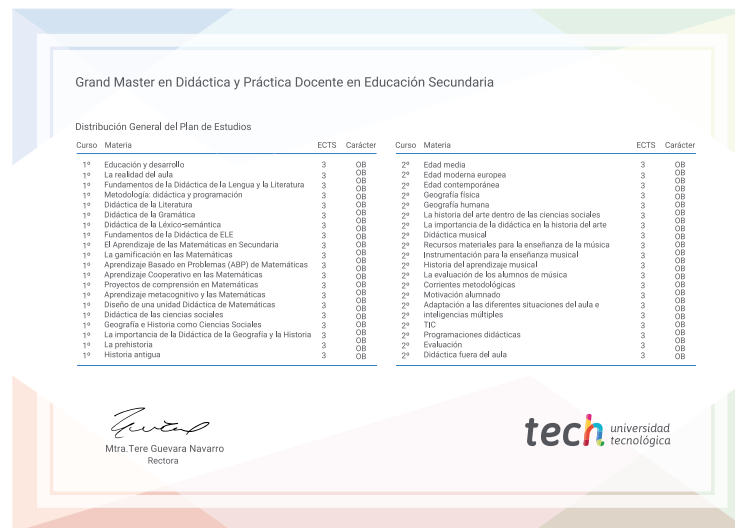 Grand Master en Didáctica y Práctica Docente en Educación Secundaria
Distribución General del Plan de Estudios
Curso Materia ECTS Carácter
1º Educación y desarrollo 3 OB
1º La realidad del aula 3 OB
1º Fundamentos de la Didáctica de la Lengua y la Literatura 3 OB
1º Metodología: didáctica y programación 3 OB
1º Didáctica de la Literatura 3 OB
1º Didáctica de la Gramática 3 OB
1º Didáctica de la Léxico-semántica 3 OB
1º Fundamentos de la Didáctica de ELE 3 OB
1º El Aprendizaje de las Matemáticas en Secundaria 3 OB
1º La gamificación en las Matemáticas 3 OB
1º Aprendizaje Basado en Problemas (ABP) de Matemáticas 3 OB
1º Aprendizaje Cooperativo en las Matemáticas 3 OB
1º Proyectos de comprensión en Matemáticas 3 OB
1º Aprendizaje metacognitivo y las Matemáticas 3 OB
1º Diseño de una unidad Didáctica de Matemáticas 3 OB
1º Didáctica de las ciencias sociales 3 OB
1º Geografía e Historia como Ciencias Sociales 3 OB
1º La importancia de la Didáctica de la Geografía y la Historia 3 OB
1º La prehistoria 3 OB
1º Historia antigua 3 OB
Curso Materia ECTS Carácter
2º Edad media 3 OB
2º Edad moderna europea 3 OB
2º Edad contemporánea 3 OB
2º Geografía física 3 OB
2º Geografía humana 3 OB
2º La historia del arte dentro de las ciencias sociales 3 OB
2º La importancia de la didáctica en la historia del arte 3 OB
2º Didáctica musical 3 OB
2º Recursos materiales para la enseñanza de la música 3 OB
2º Instrumentación para la enseñanza musical 3 OB
2º Historia del aprendizaje musical 3 OB
2º La evaluación de los alumnos de música 3 OB
2º Corrientes metodológicas 3 OB
2º Motivación alumnado 3 OB
2º Adaptación a las diferentes situaciones del aula e 3 OB
2º inteligencias múltiples 3 OB
2º TIC 3 OB
2º Programaciones didácticas 3 OB
2º Evaluación 3 OB
2º Didáctica fuera del aula 3 OB
Mtra.Tere Guevara Navarro
Rectora
tech universidad
tecnológica